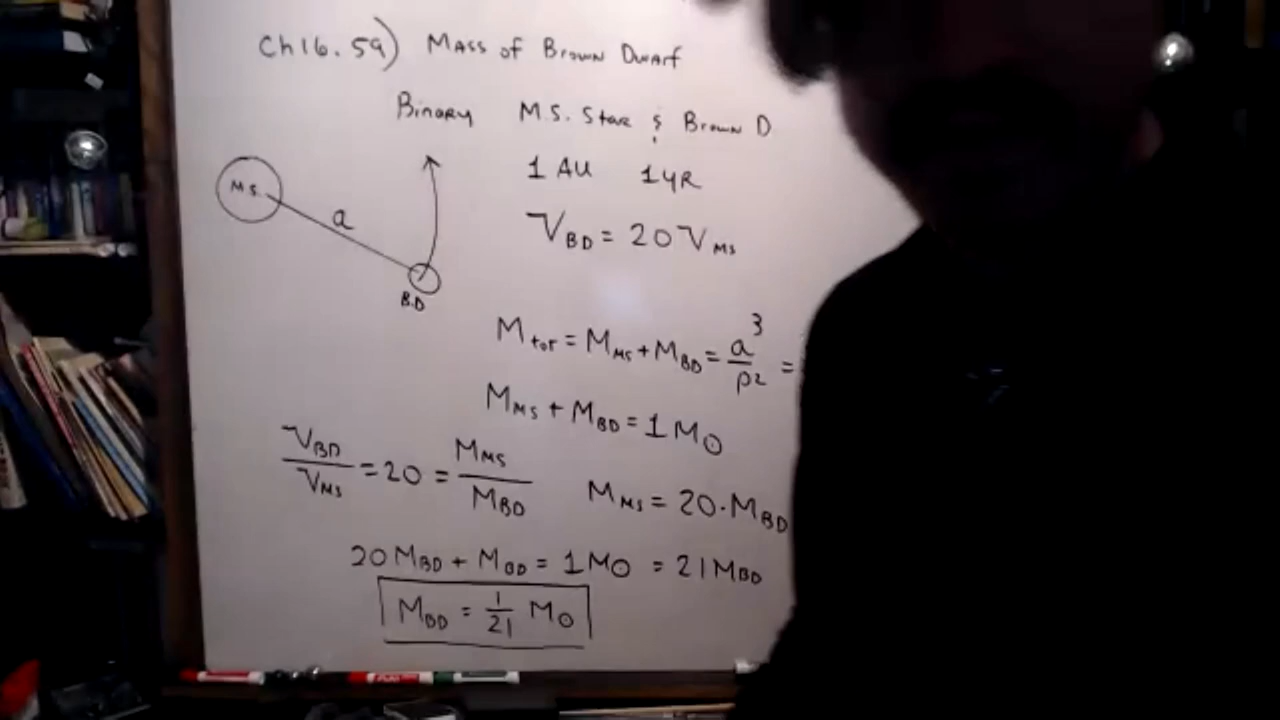 Ch16. 59) Mass of Brown Dwarf
Binary M.S. Star & Brown D
1 AU 1 YR
M.S.
a
B.D
V_BD = 20 V_MS
M_tot = M_MS + M_BD = a³/p² =
M_MS + M_BD = 1 M⊙
V_BD/V_MS = 20 = M_MS/M_BD
M_MS = 20 · M_BD
20 M_BD + M_BD = 1 M⊙ = 21 M_BD
M_BD = 1/21 M⊙